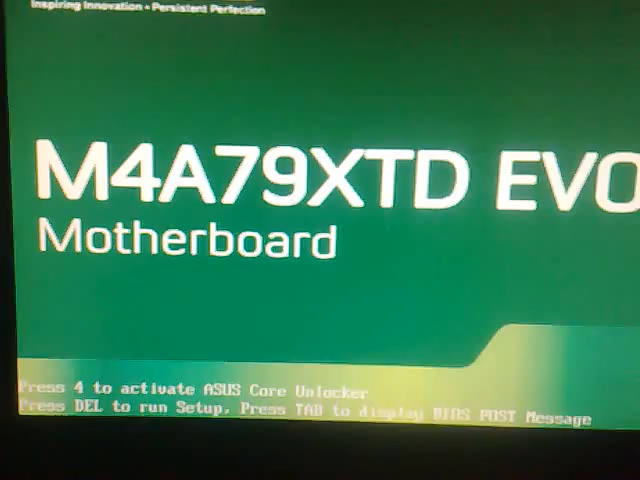 Inspiring Innovation • Persistent Perfection
M4A79XTD EVO
Motherboard
Press 4 to activate ASUS Core Unlocker
Press DEL to run Setup, Press TAB to display BIOS POST Message